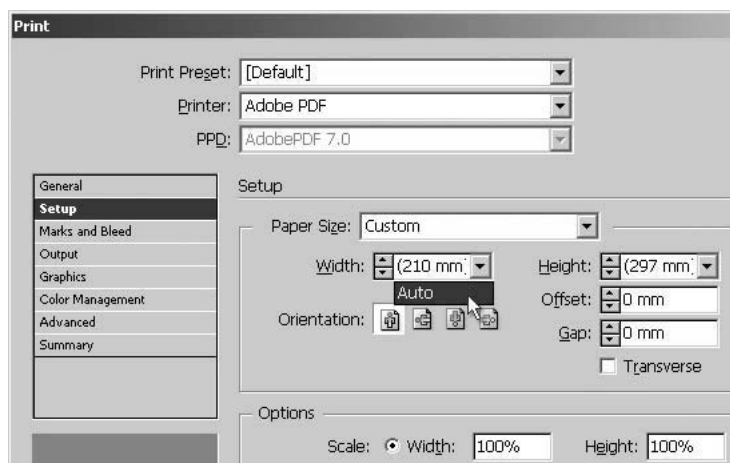 Print
Print Preset: [Default]
Printer: Adobe PDF
PPD: AdobePDF 7.0
General
Setup
Marks and Bleed
Output
Graphics
Color Management
Advanced
Summary
Setup
Paper Size: Custom
Width: (210 mm) Height: (297 mm)
Auto
Offset: 0 mm
Orientation:
Gap: 0 mm
Transverse
Options
Scale: Width: 100% Height: 100%